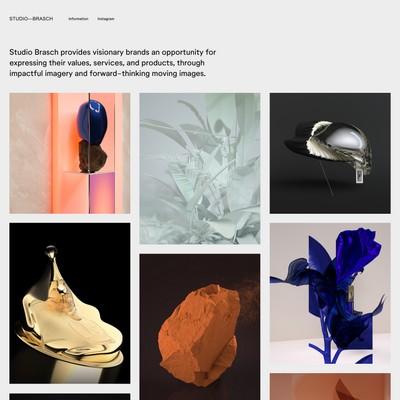 STUDIO—BRASCH
Information
Instagram
Studio Brasch provides visionary brands an opportunity for
expressing their values, services, and products, through
impactful imagery and forward-thinking moving images.